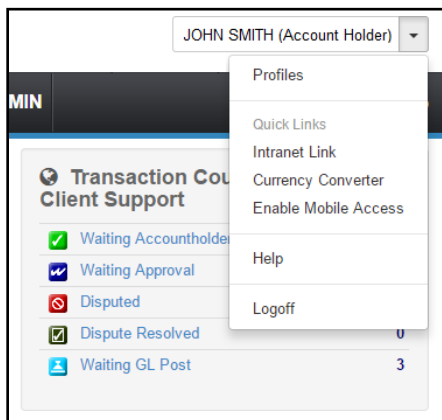 JOHN SMITH (Account Holder)
Profiles
MIN
Quick Links
Intranet Link
Currency Converter
Enable Mobile Access
Help
Logoff
Transaction Cou
Client Support
Waiting Accountholde
Waiting Approval
Disputed
Dispute Resolved 0
Waiting GL Post 3